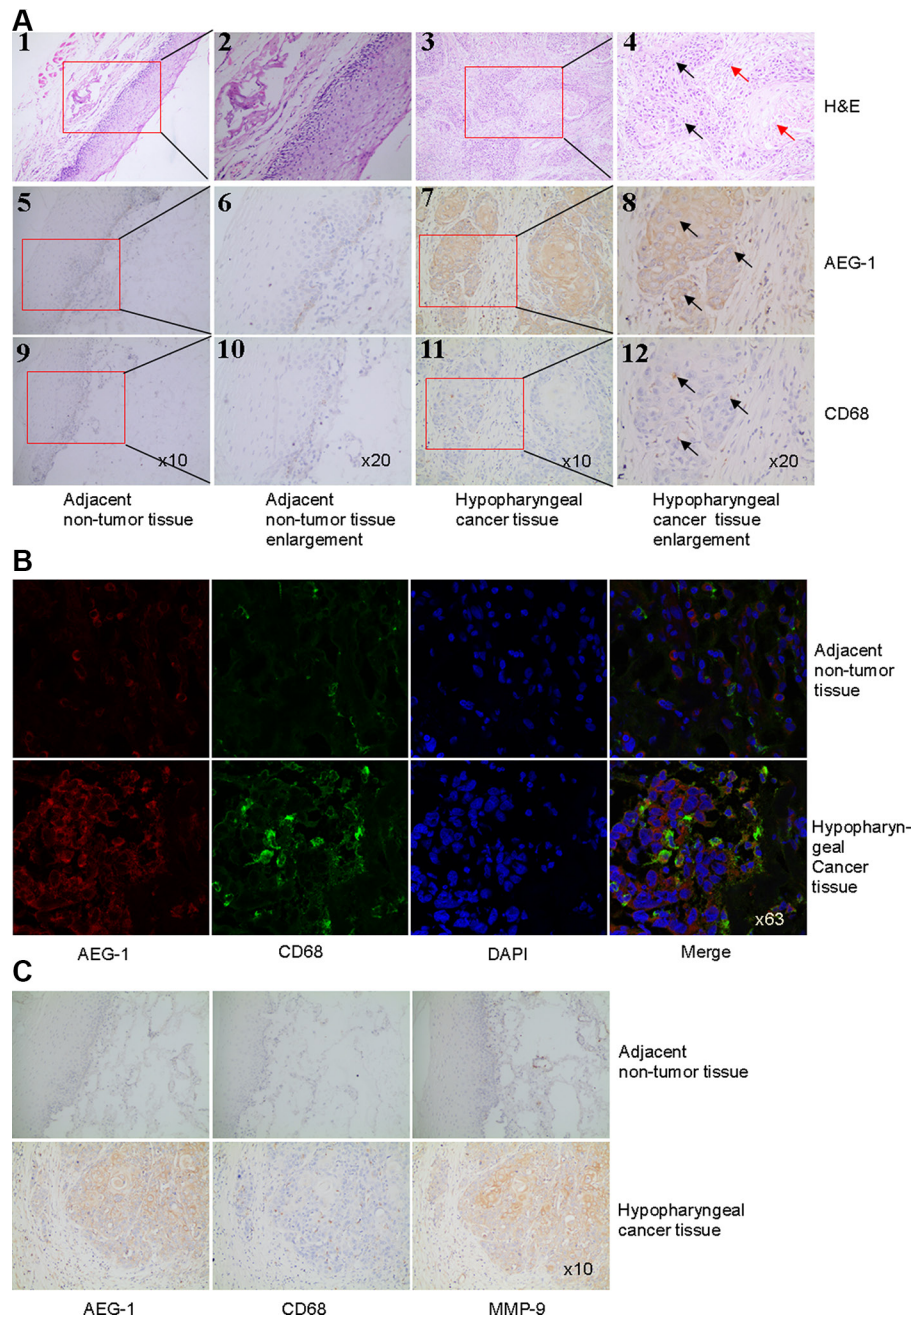 A
1
2
3
4
H&E
5
6
7
8
AEG-1
9
10
11
12
CD68
x10
x20
x10
x20
Adjacent
non-tumor tissue
Adjacent
non-tumor tissue
enlargement
Hypopharyngeal
cancer tissue
Hypopharyngeal
cancer tissue
enlargement
B
Adjacent
non-tumor
tissue
Hypopharyn-
geal
Cancer
tissue
x63
AEG-1
CD68
DAPI
Merge
C
Adjacent
non-tumor tissue
Hypopharyngeal
cancer tissue
x10
AEG-1
CD68
MMP-9